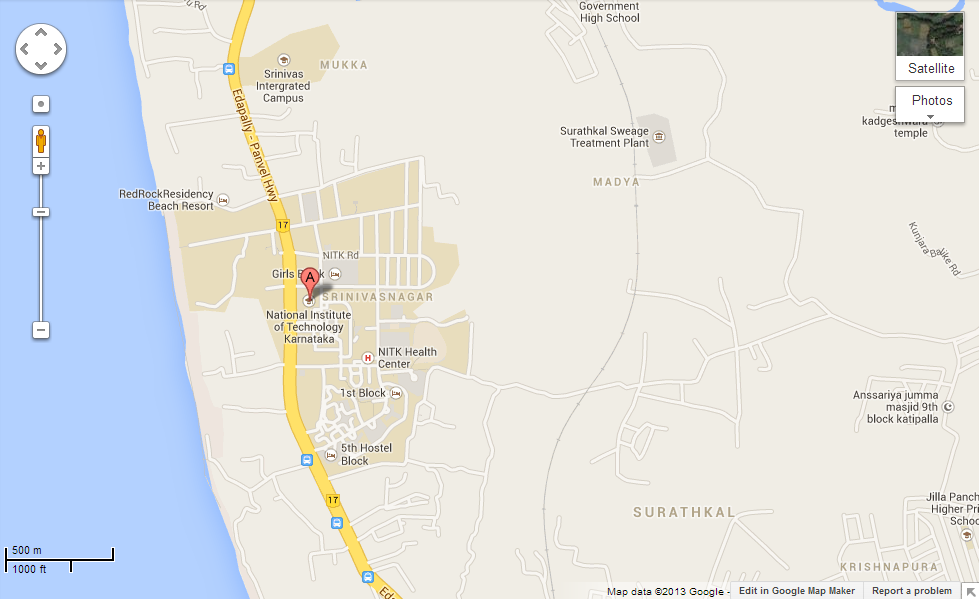 Government
High School
Satellite
Photos
Srinivas
Intergrated
Campus
MUKKA
Edapally - Panvel Hwy
kadgeshwara
temple
Surathkal Sweage
Treatment Plant
MADYA
RedRockResidency
Beach Resort
17
Kunjara
NITK Rd
Girls
A
SRINIVASNAGAR
National Institute
of Technology
Karnataka
H
NITK Health
Center
1st Block
Anssariya jumma
masjid 9th
block katipalla
5th Hostel
Block
17
SURATHKAL
Jilla Panch
Higher Pri
Schoo
KRISHNAPURA
500 m
1000 ft
Eda
Map data ©2013 Google -
Edit in Google Map Maker
Report a problem